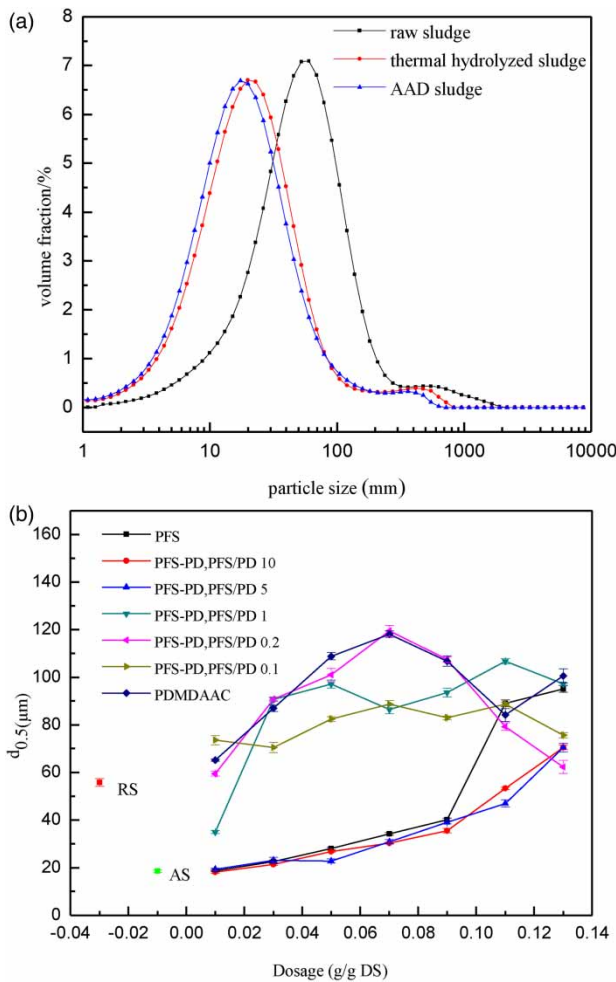 (a)
8
7
6
5
4
3
2
1
0
volume fraction/%
raw sludge
thermal hydrolyzed sludge
AAD sludge
1 10 100 1000 10000
particle size (mm)
(b)
160
140
120
100
80
60
40
20
0
d0.5(μm)
PFS
PFS-PD,PFS/PD 10
PFS-PD,PFS/PD 5
PFS-PD,PFS/PD 1
PFS-PD,PFS/PD 0.2
PFS-PD,PFS/PD 0.1
PDMDAAC
RS
AS
-0.04 -0.02 0.00 0.02 0.04 0.06 0.08 0.10 0.12 0.14
Dosage (g/g DS)